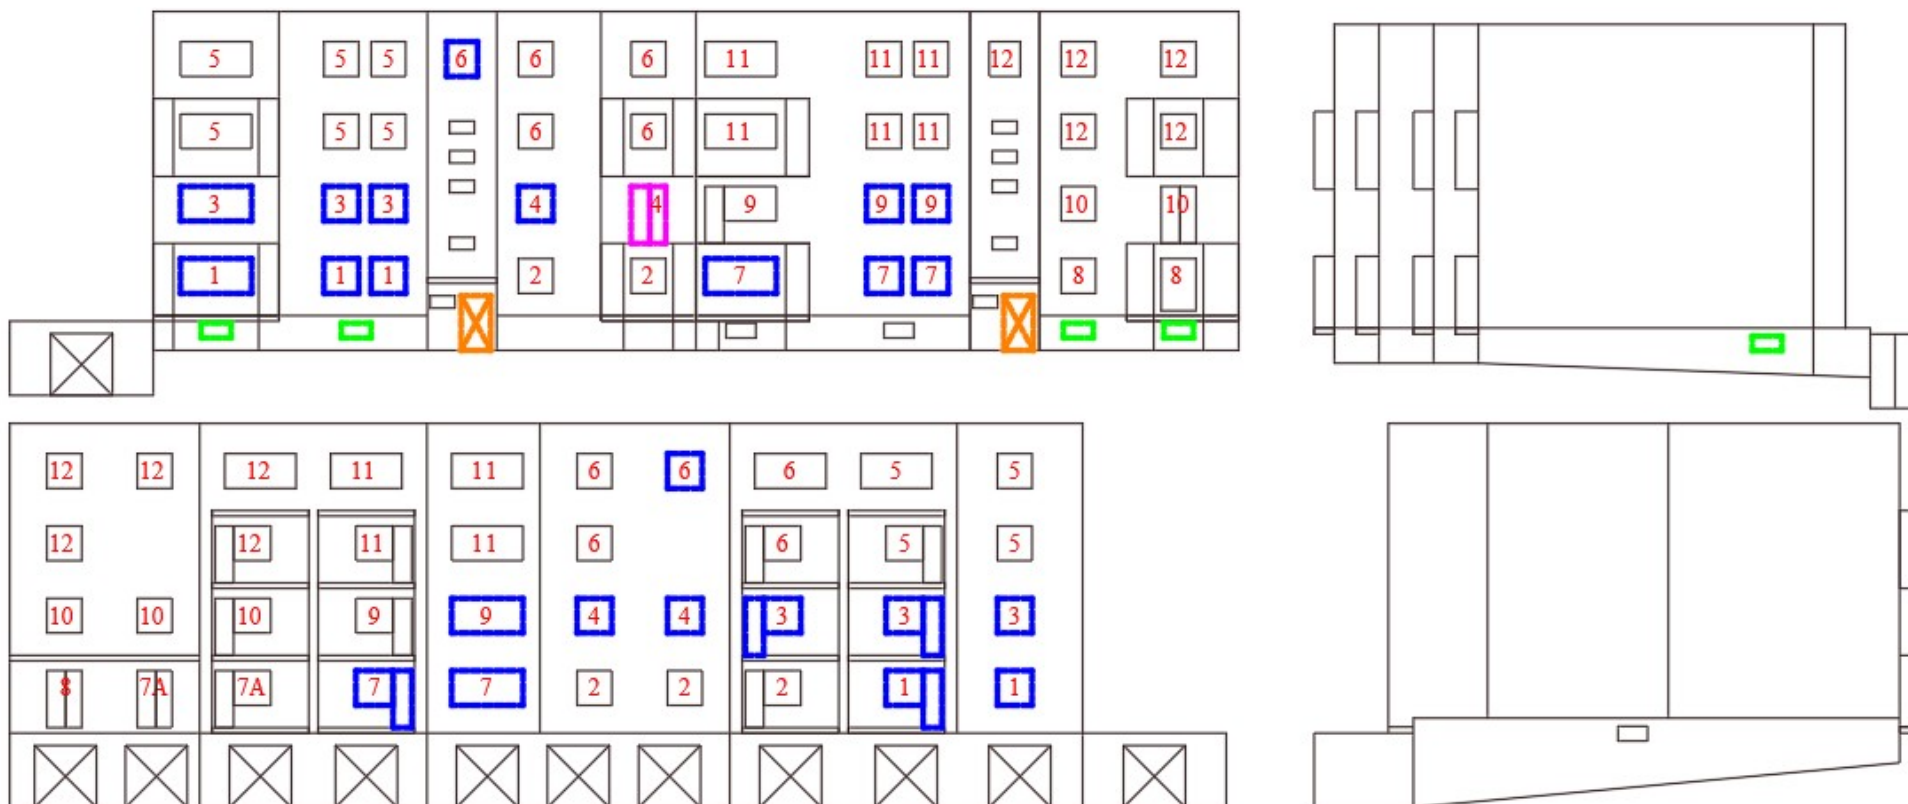 5 5 5 6 6 6 11 11 11 12 12 12
5 5 5 6 6 11 11 11 12 12
3 3 3 4 4 9 9 9 10 10
1 1 1 2 2 7 7 7 8 8
12 12 12 11 11 6 6 6 5 5
12 12 11 11 6 6 5 5
10 10 10 9 9 4 4 3 3 3
8 7A 7A 7 7 2 2 2 1 1